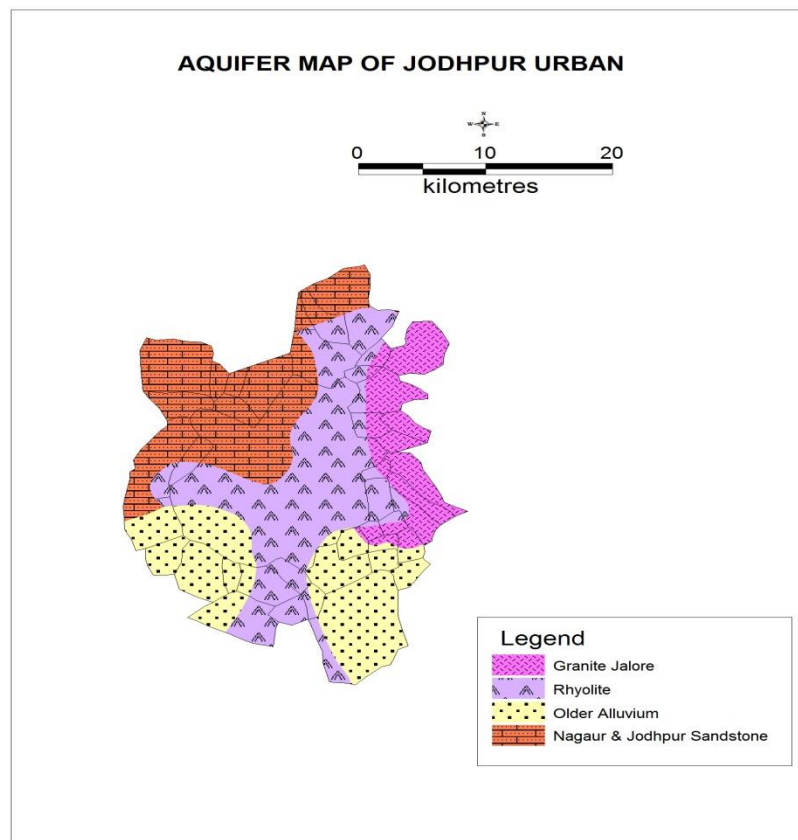 AQUIFER MAP OF JODHPUR URBAN
N
W E
0 10 20
kilometres
Legend
Granite Jalore
Rhyolite
Older Alluvium
Nagaur & Jodhpur Sandstone